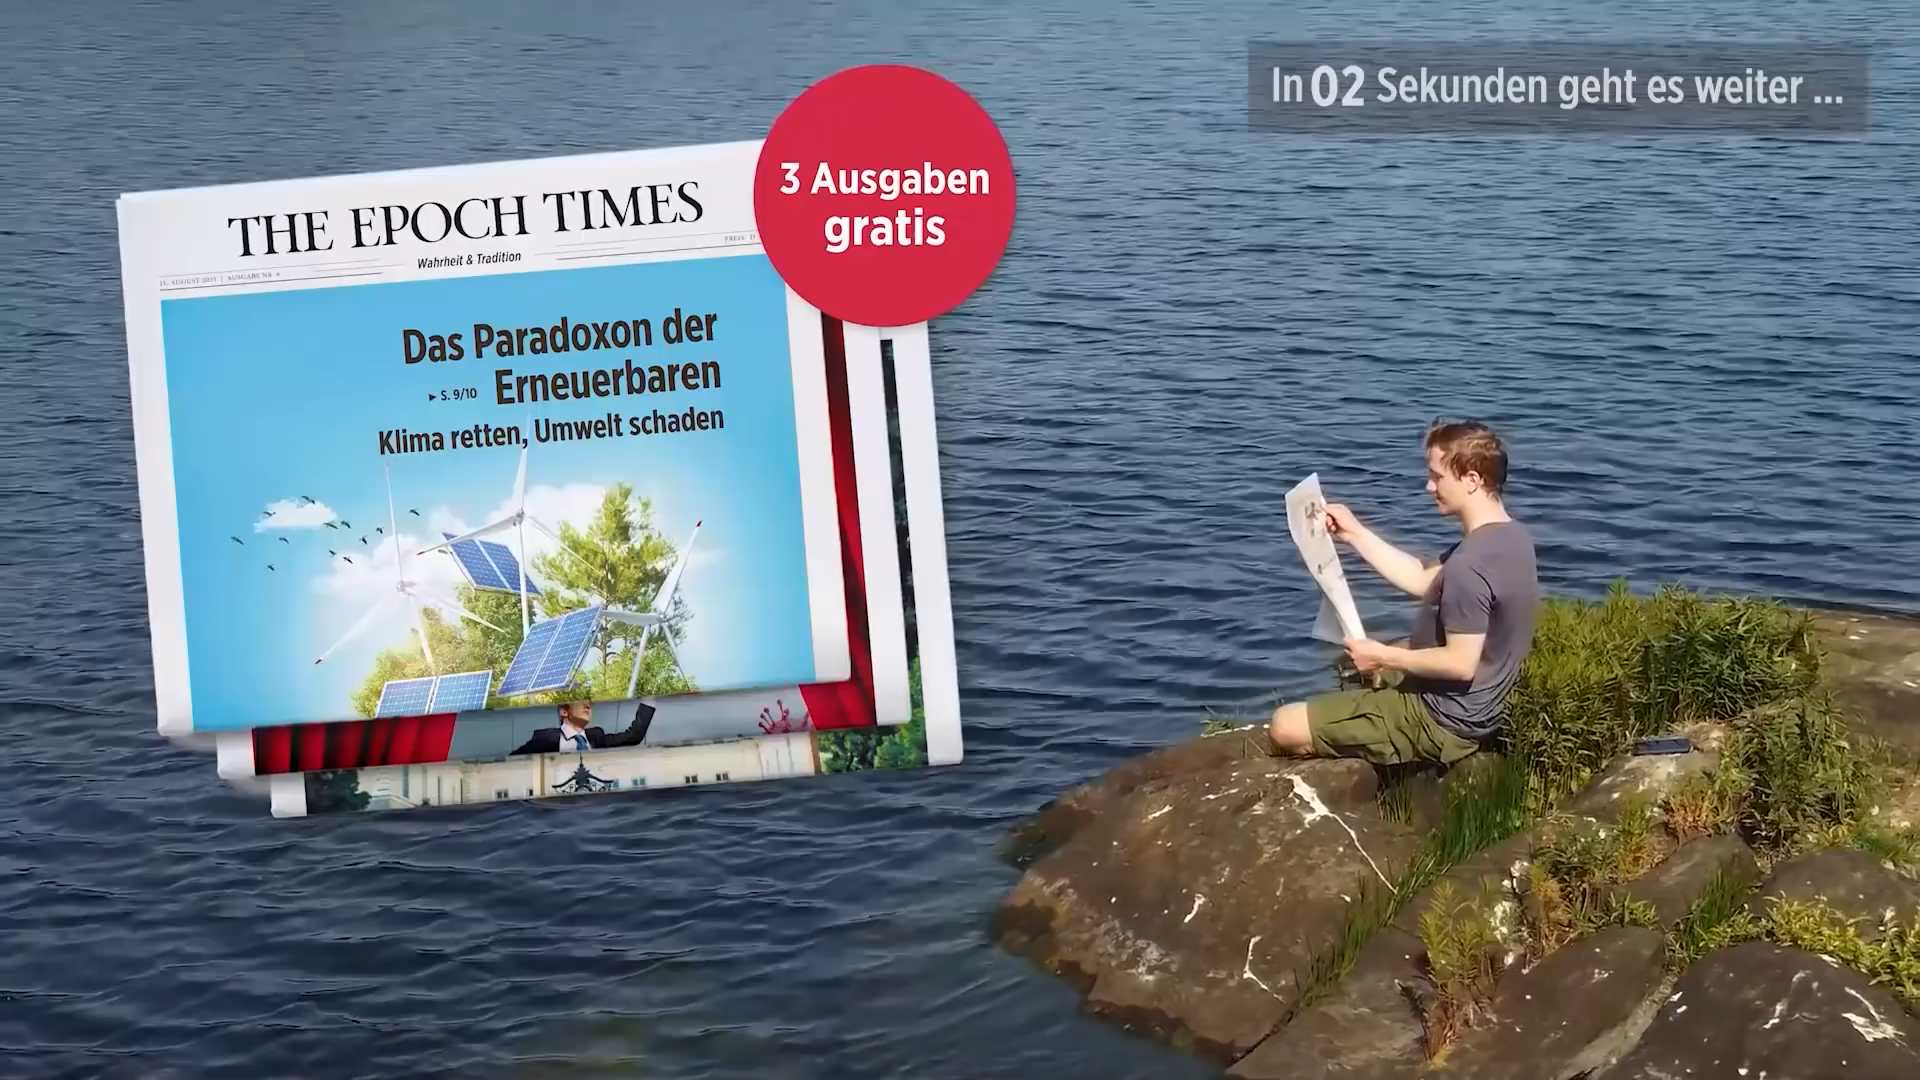 In 02 Sekunden geht es weiter ...
3 Ausgaben
gratis
THE EPOCH TIMES
Wahrheit & Tradition
Das Paradoxon der
▸ S. 9/10 Erneuerbaren
Klima retten, Umwelt schaden